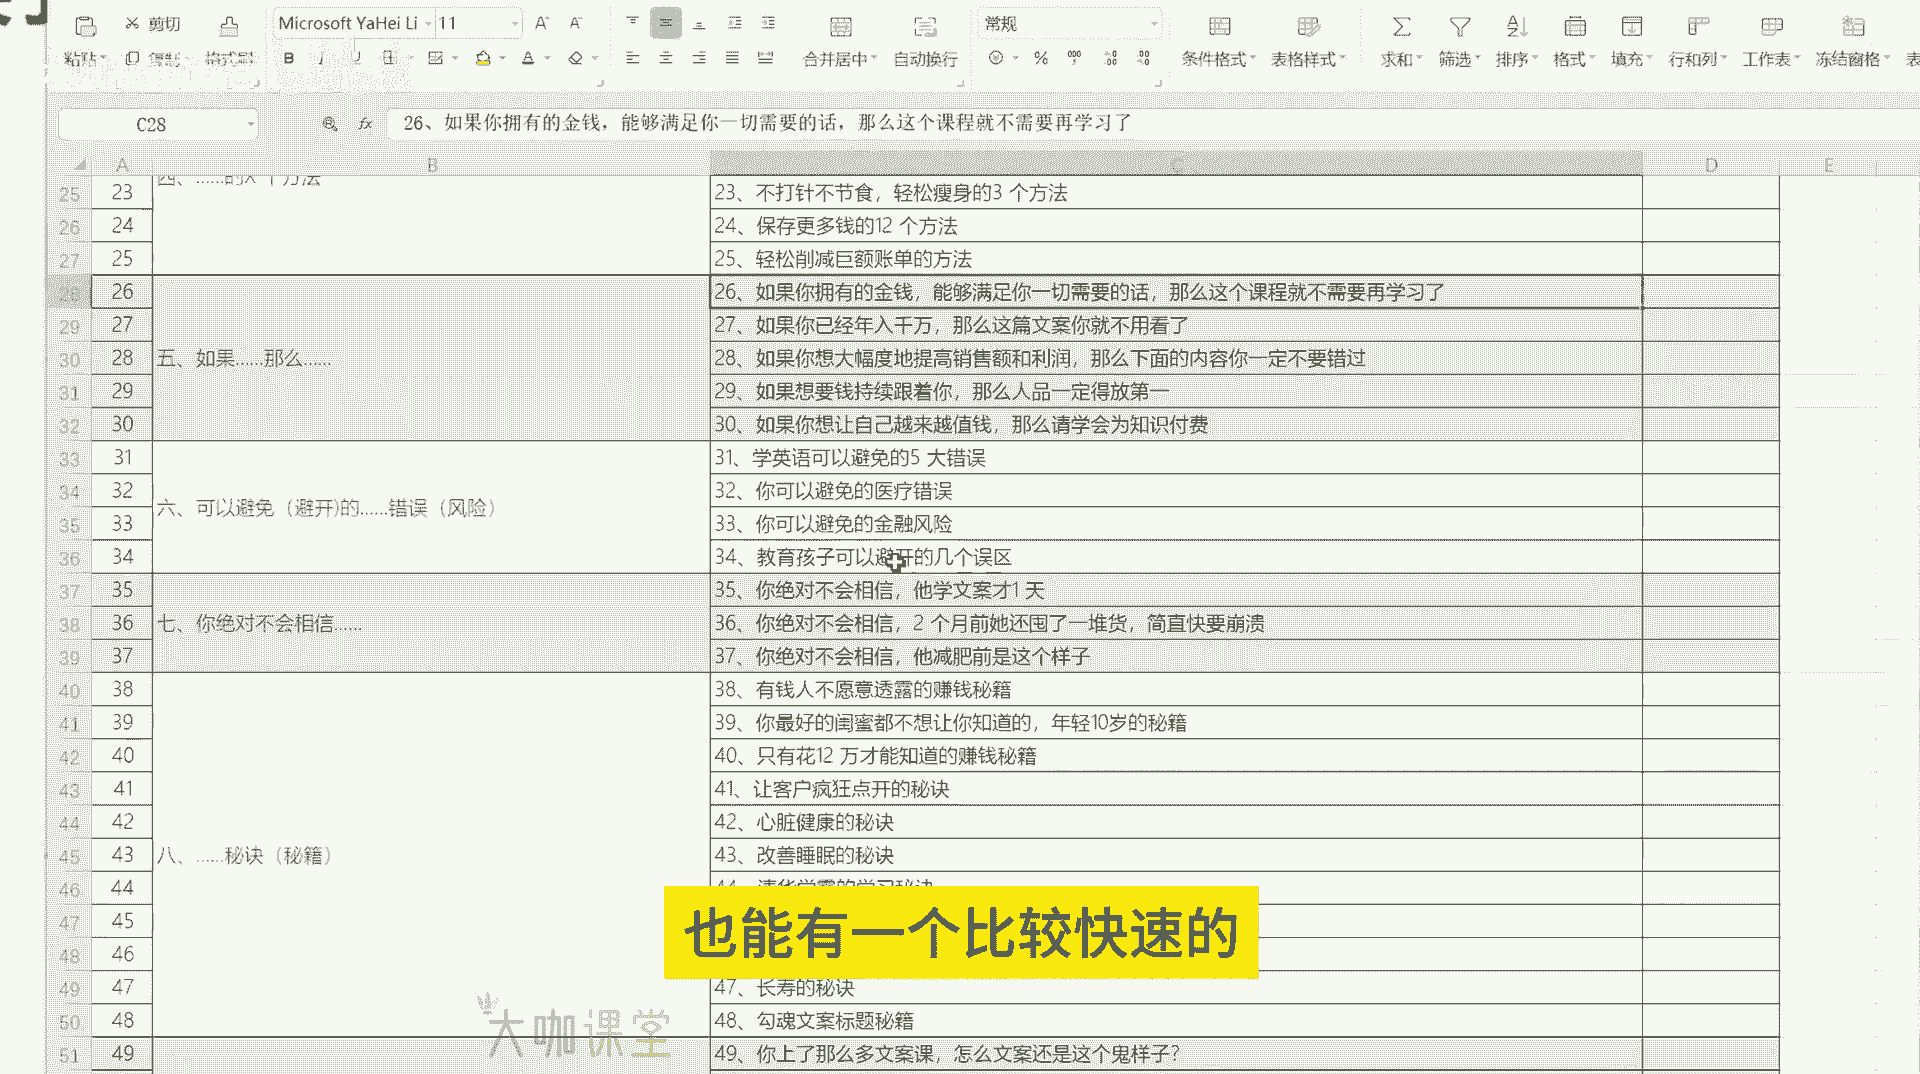 剪切 Microsoft YaHei Li 11 常规
粘贴 复制 格式刷 B I U 合并居中 自动换行 % 条件格式 表格样式 求和 筛选 排序 格式 填充 行和列 工作表 冻结窗格
C28 fx 26、如果你拥有的金钱，能够满足你一切需要的话，那么这个课程就不需要再学习了
A B C D E
四、……的X 个方法
25 23 23、不打针不节食，轻松瘦身的3 个方法
26 24 24、保存更多钱的12 个方法
27 25 25、轻松削减巨额账单的方法
28 26 26、如果你拥有的金钱，能够满足你一切需要的话，那么这个课程就不需要再学习了
29 27 27、如果你已经年入千万，那么这篇文案你就不用看了
30 28 五、如果……那么…… 28、如果你想大幅度地提高销售额和利润，那么下面的内容你一定不要错过
31 29 29、如果想要钱持续跟着你，那么人品一定得放第一
32 30 30、如果你想让自己越来越值钱，那么请学会为知识付费
33 31 31、学英语可以避免的5 大错误
34 32 32、你可以避免的医疗错误
六、可以避免（避开)的……错误（风险）
35 33 33、你可以避免的金融风险
36 34 34、教育孩子可以避开的几个误区
37 35 35、你绝对不会相信，他学文案才1 天
38 36 七、你绝对不会相信…… 36、你绝对不会相信，2 个月前她还囤了一堆货，简直快要崩溃
39 37 37、你绝对不会相信，他减肥前是这个样子
40 38 38、有钱人不愿意透露的赚钱秘籍
41 39 39、你最好的闺蜜都不想让你知道的，年轻10岁的秘籍
42 40 40、只有花12 万才能知道的赚钱秘籍
43 41 41、让客户疯狂点开的秘诀
44 42 42、心脏健康的秘诀
45 43 八、……秘诀（秘籍） 43、改善睡眠的秘诀
46 44 44、清华学霸的学习秘诀
47 45
也能有一个比较快速的
48 46
49 47 47、长寿的秘诀
50 48 48、勾魂文案标题秘籍
大咖课堂
51 49 49、你上了那么多文案课，怎么文案还是这个鬼样子？